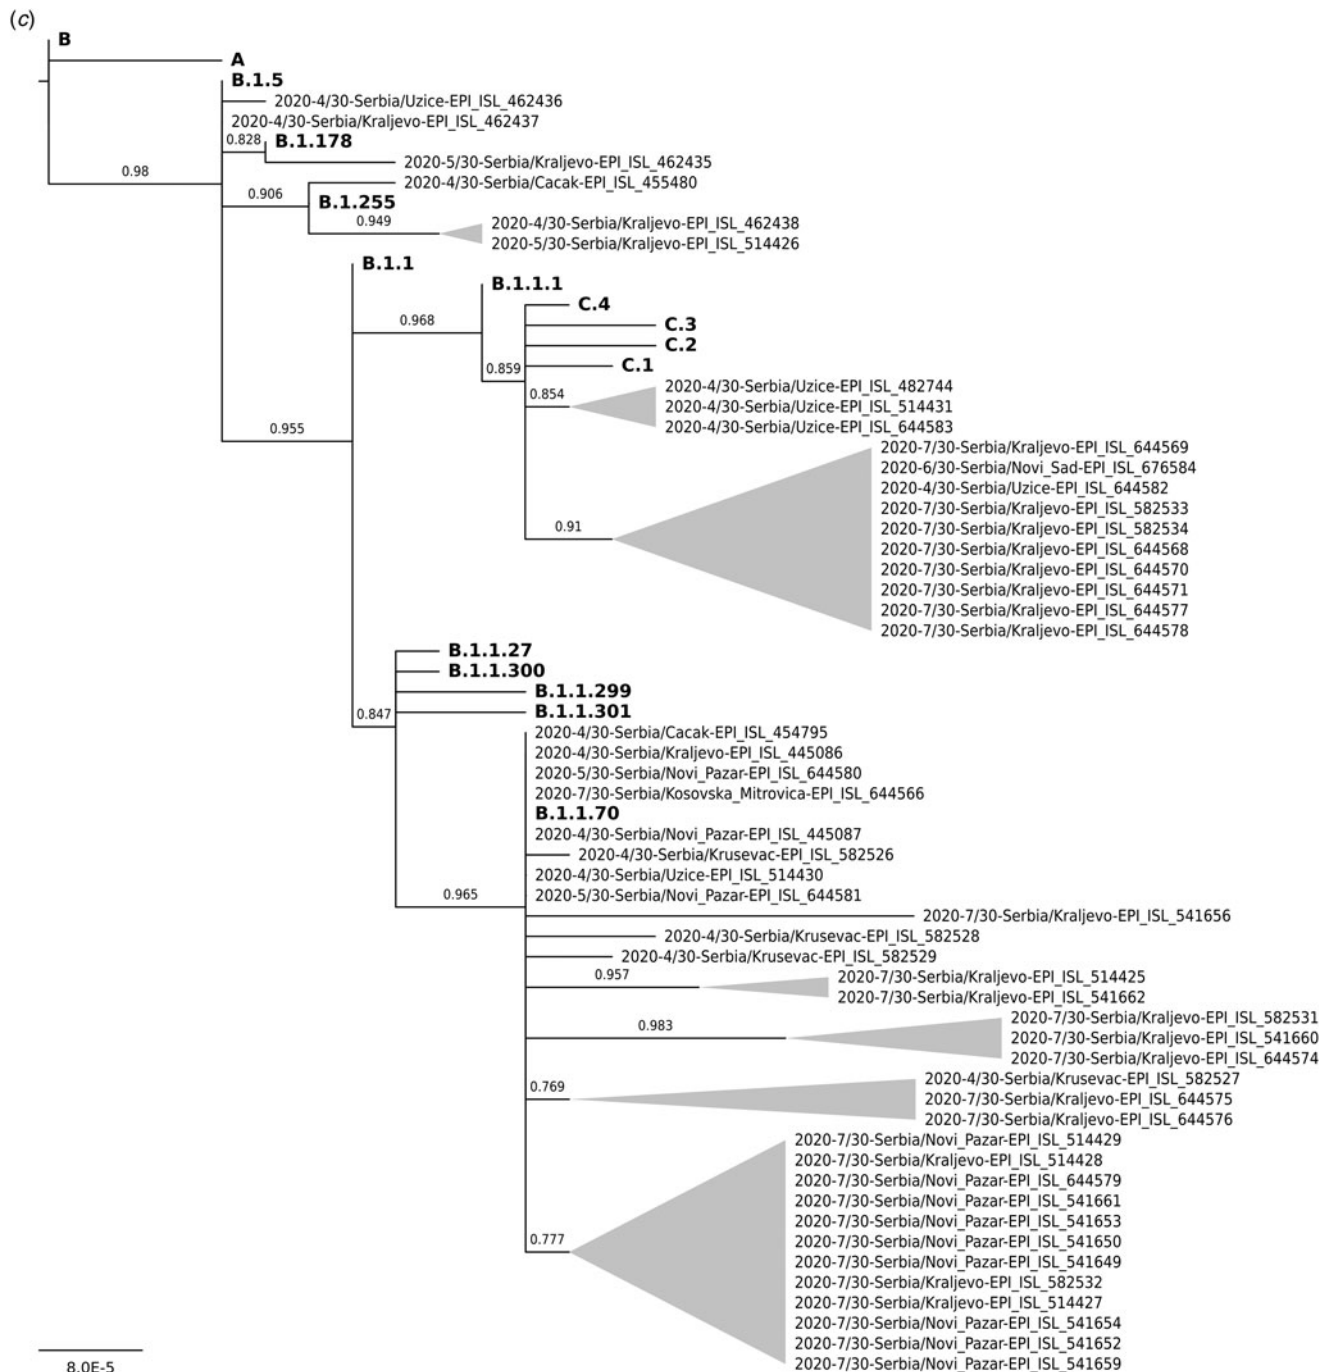 (c)
B
A
B.1.5
2020-4/30-Serbia/Uzice-EPI_ISL_462436
2020-4/30-Serbia/Kraljevo-EPI_ISL_462437
0.828
B.1.178
2020-5/30-Serbia/Kraljevo-EPI_ISL_462435
0.98
2020-4/30-Serbia/Cacak-EPI_ISL_455480
0.906
B.1.255
0.949
2020-4/30-Serbia/Kraljevo-EPI_ISL_462438
2020-5/30-Serbia/Kraljevo-EPI_ISL_514426
B.1.1
B.1.1.1
C.4
0.968
C.3
C.2
0.859
C.1
2020-4/30-Serbia/Uzice-EPI_ISL_482744
0.854
2020-4/30-Serbia/Uzice-EPI_ISL_514431
2020-4/30-Serbia/Uzice-EPI_ISL_644583
0.955
2020-7/30-Serbia/Kraljevo-EPI_ISL_644569
2020-6/30-Serbia/Novi_Sad-EPI_ISL_676584
2020-4/30-Serbia/Uzice-EPI_ISL_644582
2020-7/30-Serbia/Kraljevo-EPI_ISL_582533
2020-7/30-Serbia/Kraljevo-EPI_ISL_582534
0.91
2020-7/30-Serbia/Kraljevo-EPI_ISL_644568
2020-7/30-Serbia/Kraljevo-EPI_ISL_644570
2020-7/30-Serbia/Kraljevo-EPI_ISL_644571
2020-7/30-Serbia/Kraljevo-EPI_ISL_644577
2020-7/30-Serbia/Kraljevo-EPI_ISL_644578
B.1.1.27
B.1.1.300
B.1.1.299
0.847
B.1.1.301
2020-4/30-Serbia/Cacak-EPI_ISL_454795
2020-4/30-Serbia/Kraljevo-EPI_ISL_445086
2020-5/30-Serbia/Novi_Pazar-EPI_ISL_644580
2020-7/30-Serbia/Kosovska_Mitrovica-EPI_ISL_644566
B.1.1.70
2020-4/30-Serbia/Novi_Pazar-EPI_ISL_445087
2020-4/30-Serbia/Krusevac-EPI_ISL_582526
2020-4/30-Serbia/Uzice-EPI_ISL_514430
0.965
2020-5/30-Serbia/Novi_Pazar-EPI_ISL_644581
2020-7/30-Serbia/Kraljevo-EPI_ISL_541656
2020-4/30-Serbia/Krusevac-EPI_ISL_582528
2020-4/30-Serbia/Krusevac-EPI_ISL_582529
0.957
2020-7/30-Serbia/Kraljevo-EPI_ISL_514425
2020-7/30-Serbia/Kraljevo-EPI_ISL_541662
0.983
2020-7/30-Serbia/Kraljevo-EPI_ISL_582531
2020-7/30-Serbia/Kraljevo-EPI_ISL_541660
2020-7/30-Serbia/Kraljevo-EPI_ISL_644574
0.769
2020-4/30-Serbia/Krusevac-EPI_ISL_582527
2020-7/30-Serbia/Kraljevo-EPI_ISL_644575
2020-7/30-Serbia/Kraljevo-EPI_ISL_644576
2020-7/30-Serbia/Novi_Pazar-EPI_ISL_514429
2020-7/30-Serbia/Kraljevo-EPI_ISL_514428
2020-7/30-Serbia/Novi_Pazar-EPI_ISL_644579
2020-7/30-Serbia/Novi_Pazar-EPI_ISL_541661
2020-7/30-Serbia/Novi_Pazar-EPI_ISL_541653
0.777
2020-7/30-Serbia/Novi_Pazar-EPI_ISL_541650
2020-7/30-Serbia/Novi_Pazar-EPI_ISL_541649
2020-7/30-Serbia/Kraljevo-EPI_ISL_582532
2020-7/30-Serbia/Kraljevo-EPI_ISL_514427
2020-7/30-Serbia/Novi_Pazar-EPI_ISL_541654
2020-7/30-Serbia/Novi_Pazar-EPI_ISL_541652
2020-7/30-Serbia/Novi_Pazar-EPI_ISL_541659
8.0E-5